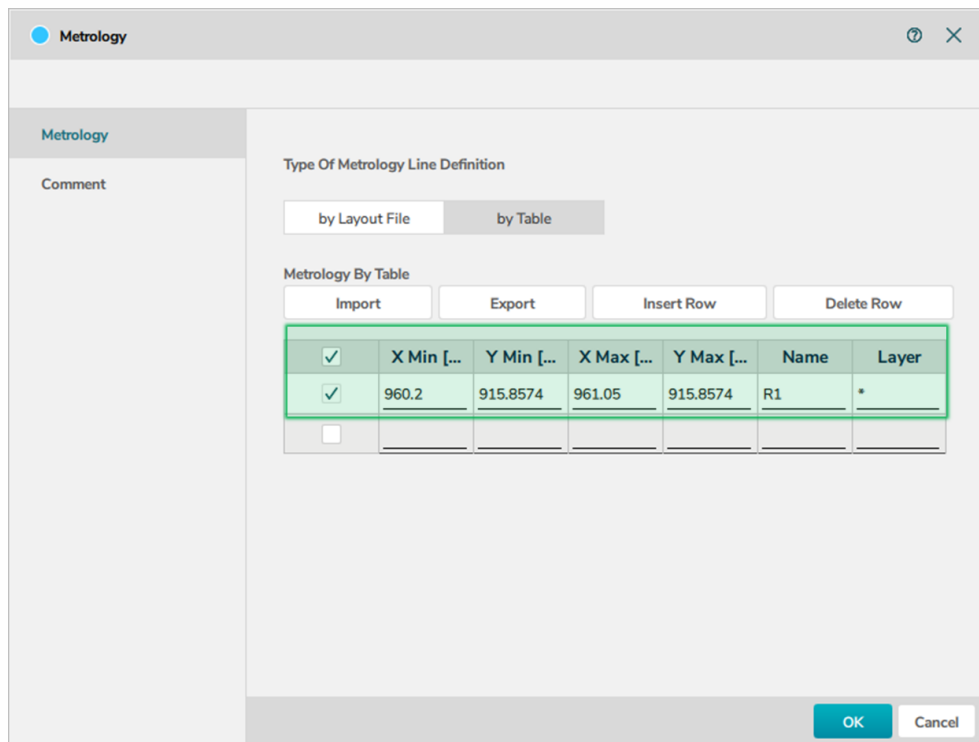 Metrology
Metrology
Comment
Type Of Metrology Line Definition
by Layout File by Table
Metrology By Table
Import Export Insert Row Delete Row
X Min [... Y Min [... X Max [... Y Max [... Name Layer
960.2 915.8574 961.05 915.8574 R1 *
OK Cancel